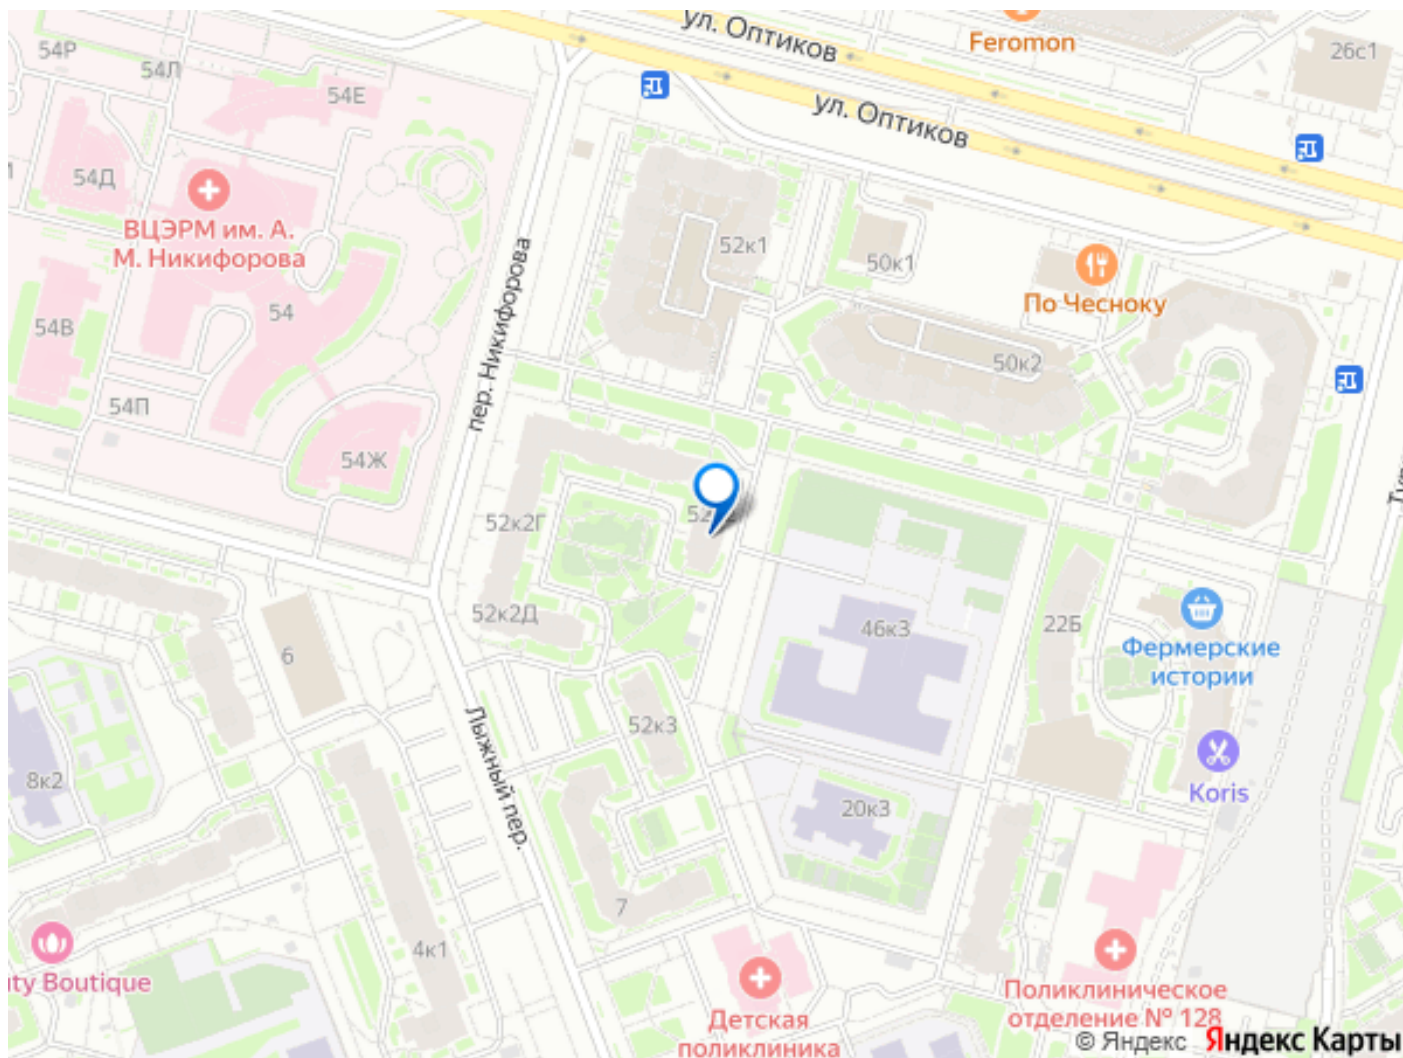 ул. Оптиков
Feromon
54Р
54Л
26с1
54Е
ул. Оптиков
54Д
ВЦЭРМ им. А.
М. Никифорова
пер. Никифорова
52к1
50к1
По Чесноку
54
54В
50к2
54П
54Ж
52к2Г
52к2Д
46к3
22Б
Фермерские
истории
6
52к3
Лыжный пер.
8к2
Koris
20к3
7
4к1
ty Boutique
Детская
поликлиника
Поликлиническое
отделение № 128
© Яндекс Яндекс Карты